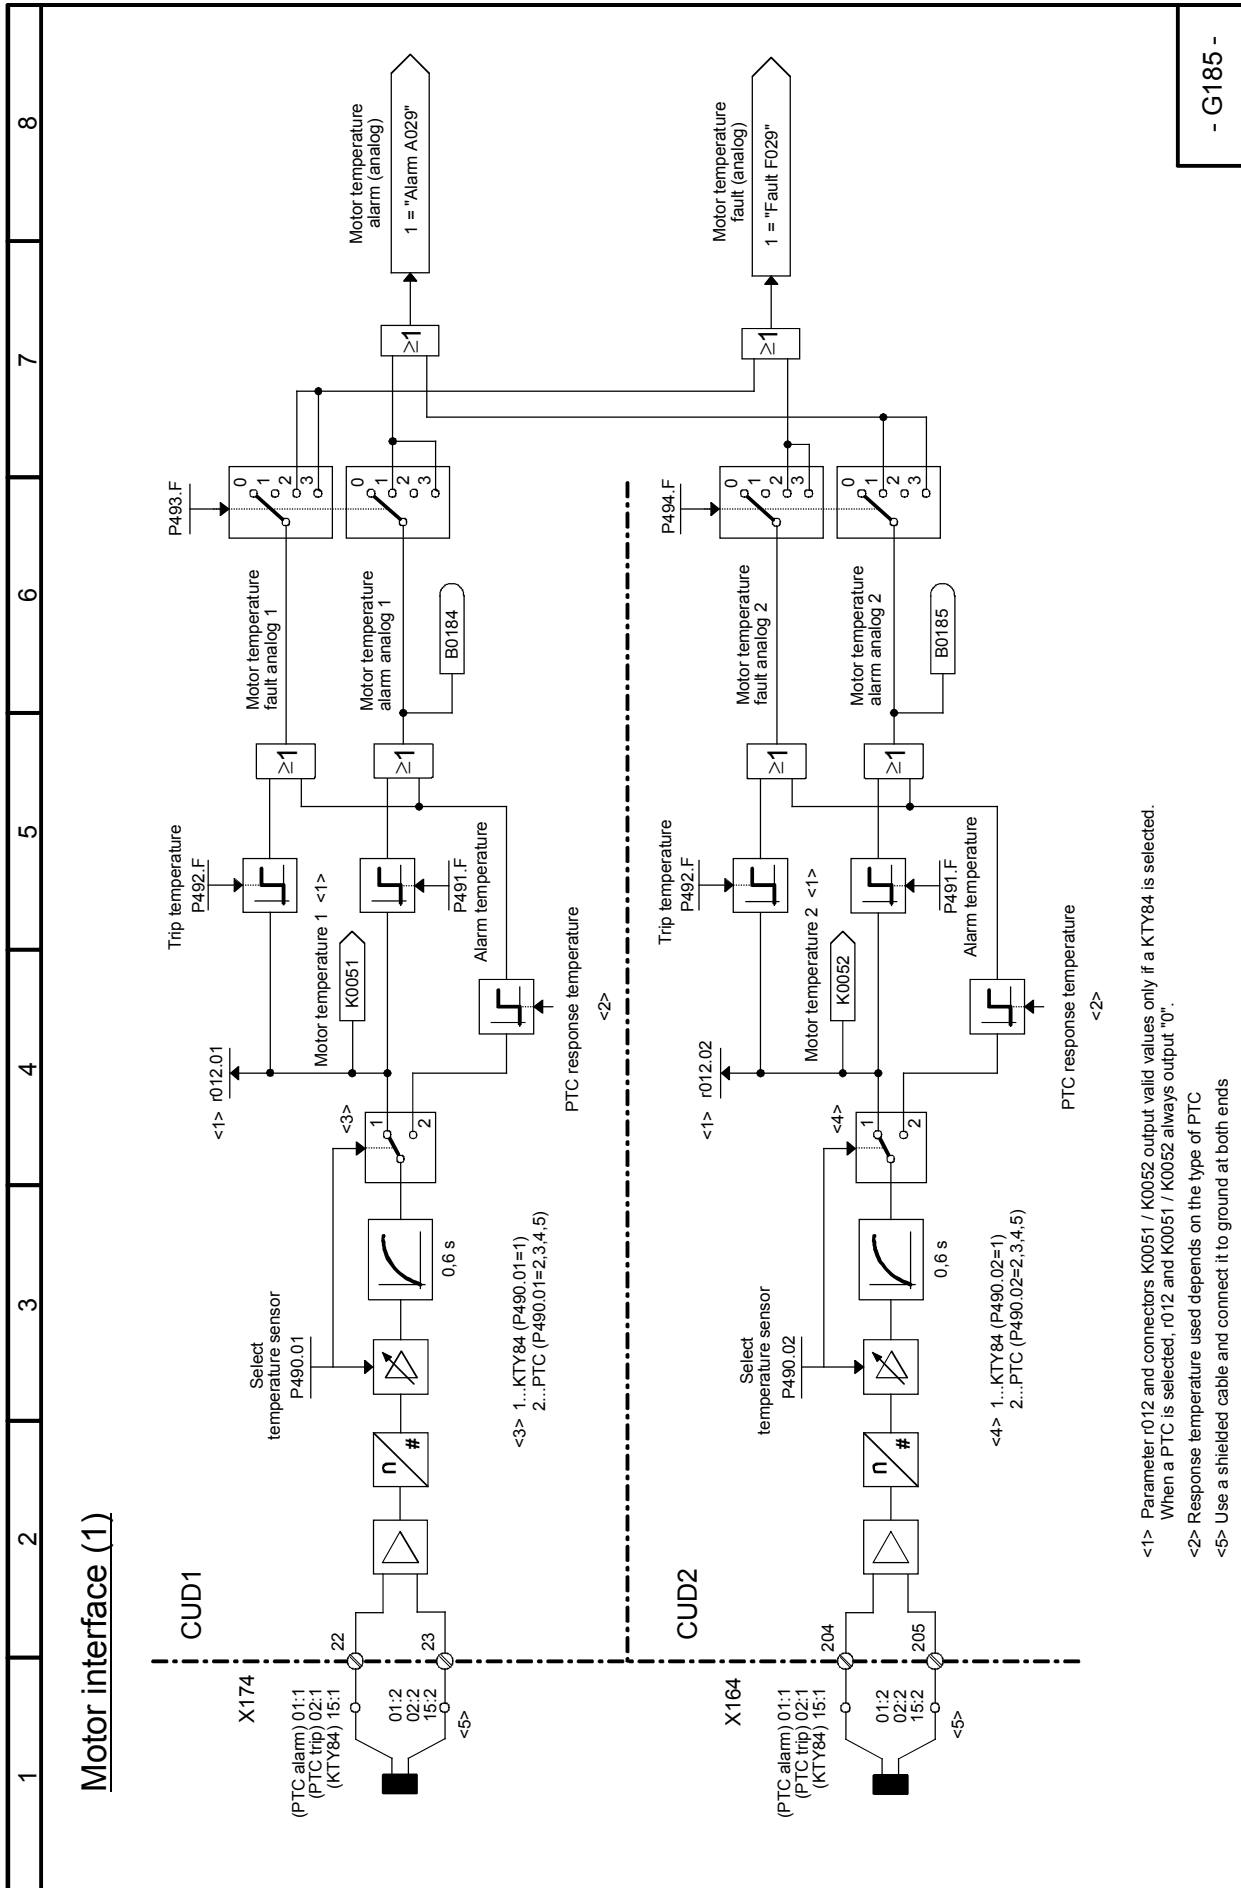 1
2
3
4
5
6
7
8
Motor interface (1)
CUD1
X174
(PTC alarm) 01:1
(PTC trip) 02:1
(KTY84) 15:1
22
01:2
02:2
15:2
23
<5>
Select
temperature sensor
P490.01
0,6 s
<3> 1...KTY84 (P490.01=1)
2...PTC (P490.01=2,3,4,5)
<3>
1
2
<1> r012.01
Motor temperature 1 <1>
K0051
Trip temperature
P492.F
P491.F
Alarm temperature
PTC response temperature
<2>
≥1
≥1
Motor temperature
fault analog 1
Motor temperature
alarm analog 1
B0184
P493.F
0
1
2
3
0
1
2
3
≥1
Motor temperature
alarm (analog)
1 = "Alarm A029"
CUD2
X164
(PTC alarm) 01:1
(PTC trip) 02:1
(KTY84) 15:1
204
01:2
02:2
15:2
205
<5>
Select
temperature sensor
P490.02
0,6 s
<4> 1...KTY84 (P490.02=1)
2...PTC (P490.02=2,3,4,5)
<4>
1
2
<1> r012.02
Motor temperature 2 <1>
K0052
Trip temperature
P492.F
P491.F
Alarm temperature
PTC response temperature
<2>
≥1
≥1
Motor temperature
fault analog 2
Motor temperature
alarm analog 2
B0185
P494.F
0
1
2
3
0
1
2
3
≥1
Motor temperature
fault (analog)
1 = "Fault F029"
<1> Parameter r012 and connectors K0051 / K0052 output valid values only if a KTY84 is selected.
When a PTC is selected, r012 and K0051 / K0052 always output "0".
<2> Response temperature used depends on the type of PTC
<5> Use a shielded cable and connect it to ground at both ends
- G185 -